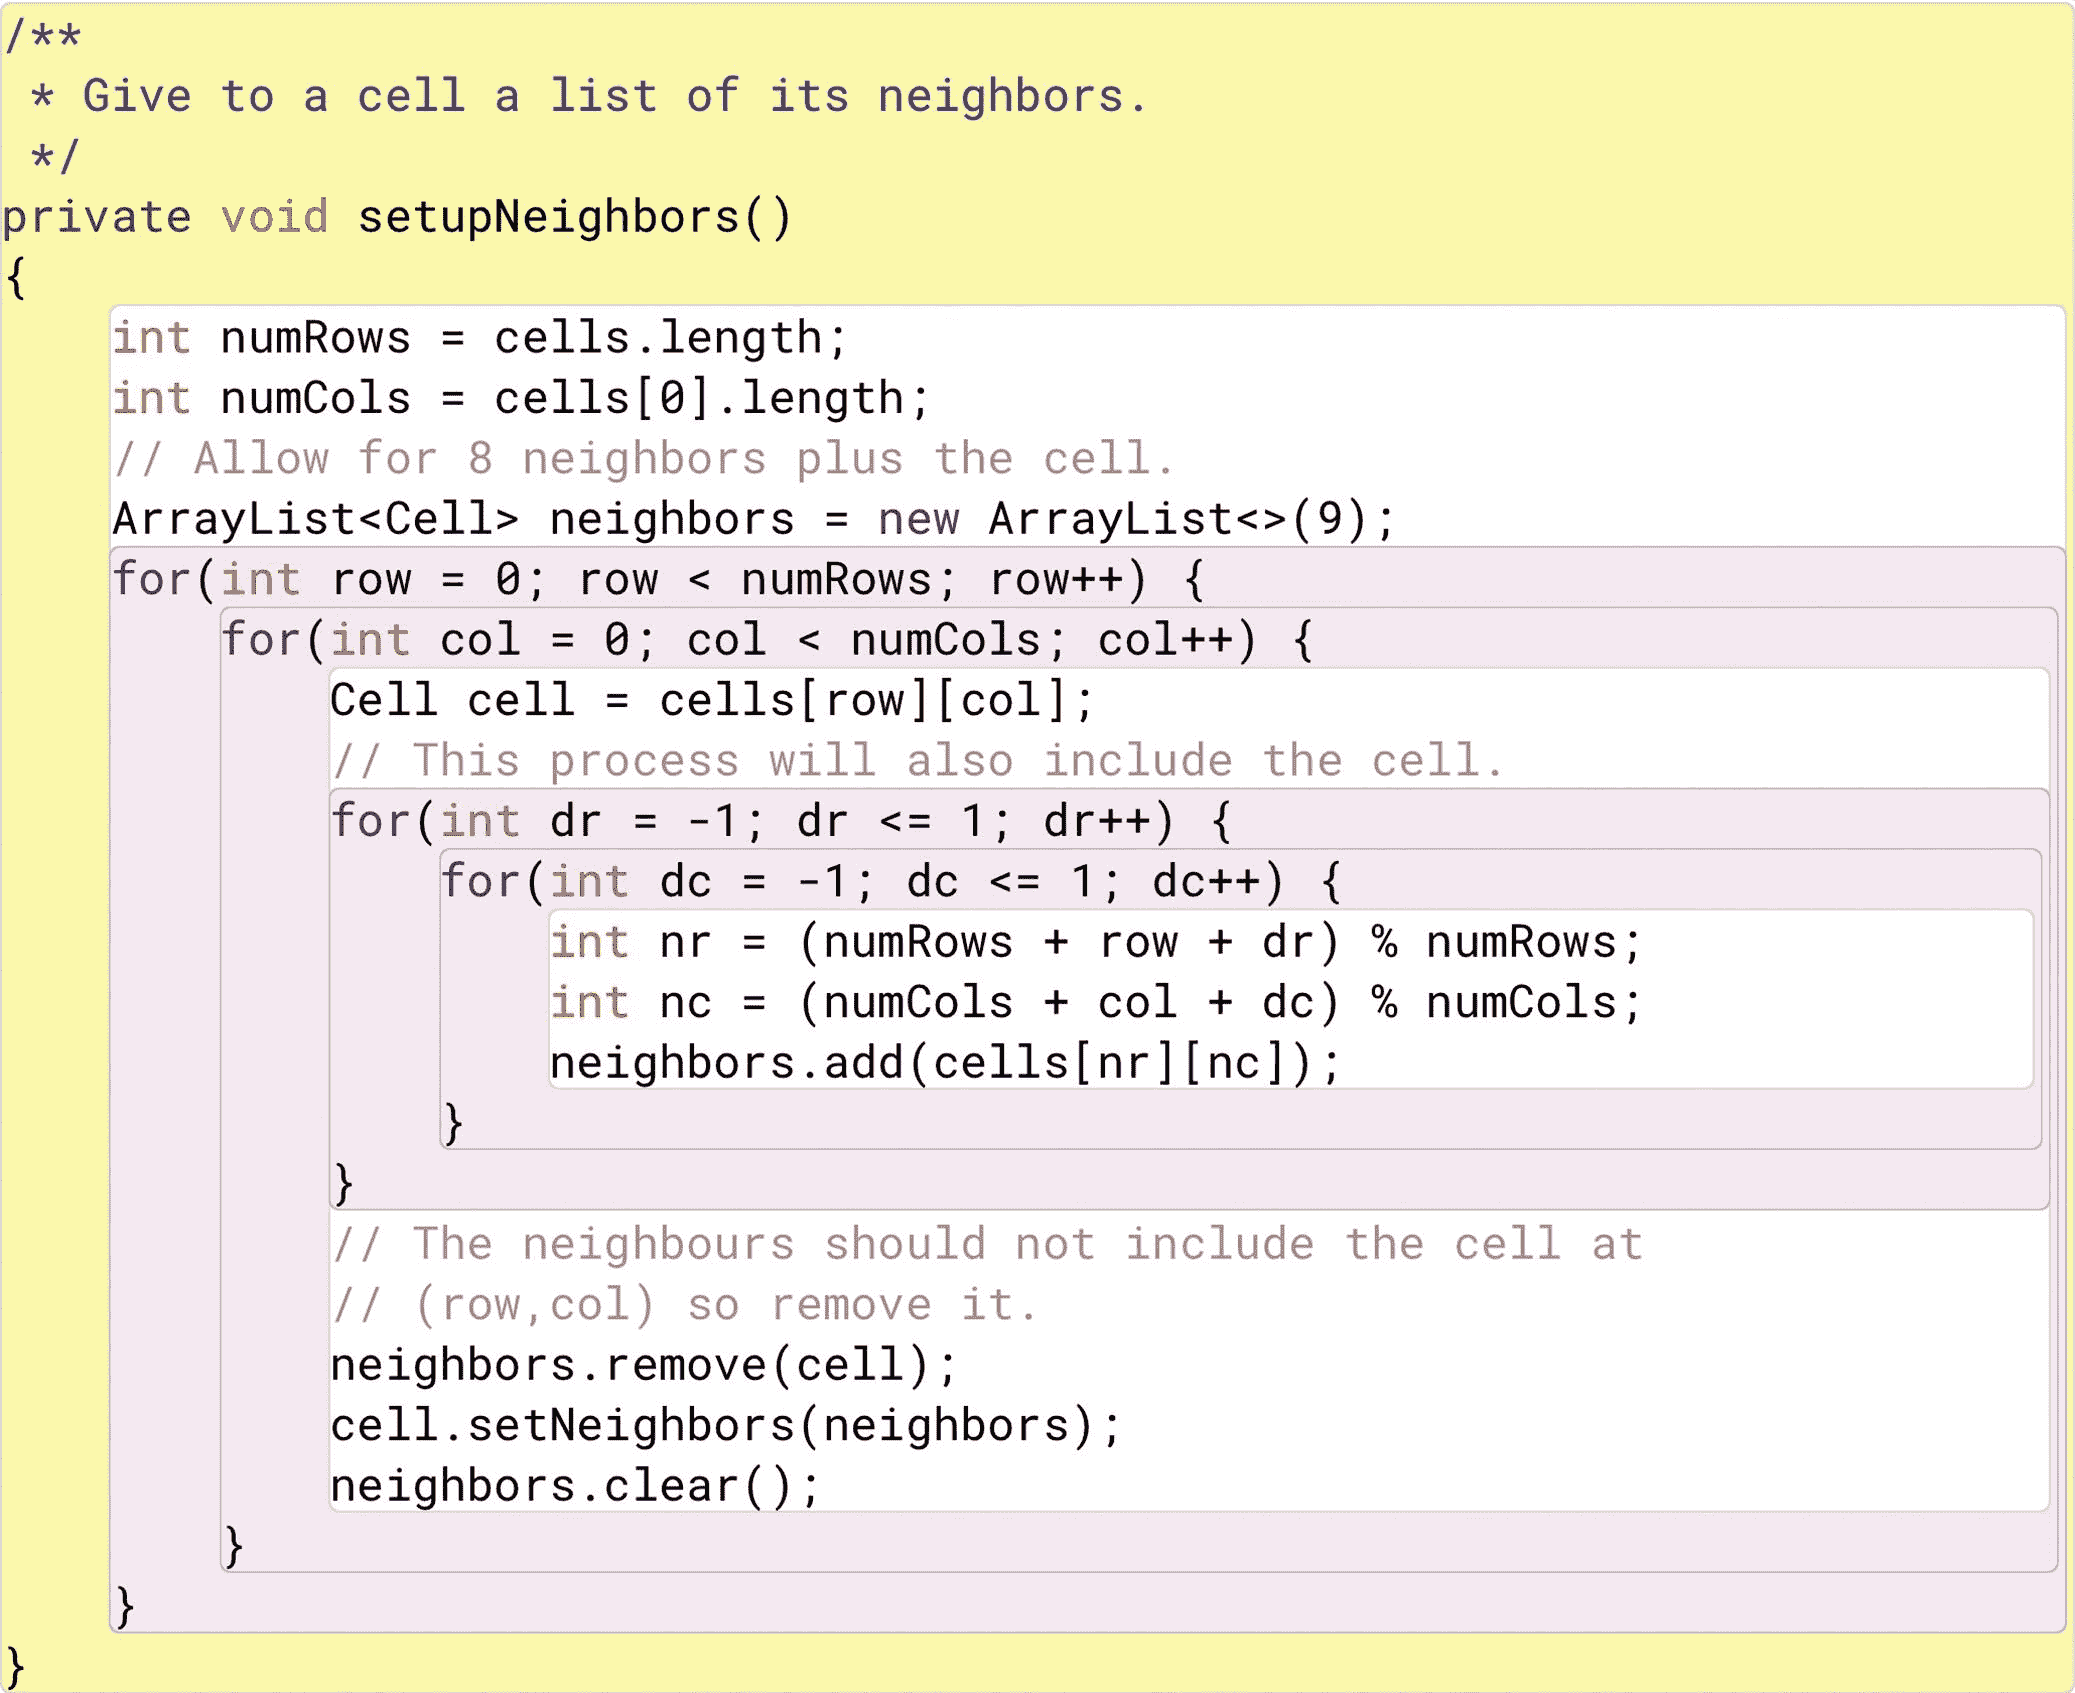 /**
 * Give to a cell a list of its neighbors.
 */
private void setupNeighbors()
{
    int numRows = cells.length;
    int numCols = cells[0].length;
    // Allow for 8 neighbors plus the cell.
    ArrayList<Cell> neighbors = new ArrayList<>(9);
    for(int row = 0; row < numRows; row++) {
        for(int col = 0; col < numCols; col++) {
            Cell cell = cells[row][col];
            // This process will also include the cell.
            for(int dr = -1; dr <= 1; dr++) {
                for(int dc = -1; dc <= 1; dc++) {
                    int nr = (numRows + row + dr) % numRows;
                    int nc = (numCols + col + dc) % numCols;
                    neighbors.add(cells[nr][nc]);
                }
            }
            // The neighbours should not include the cell at
            // (row,col) so remove it.
            neighbors.remove(cell);
            cell.setNeighbors(neighbors);
            neighbors.clear();
        }
    }
}